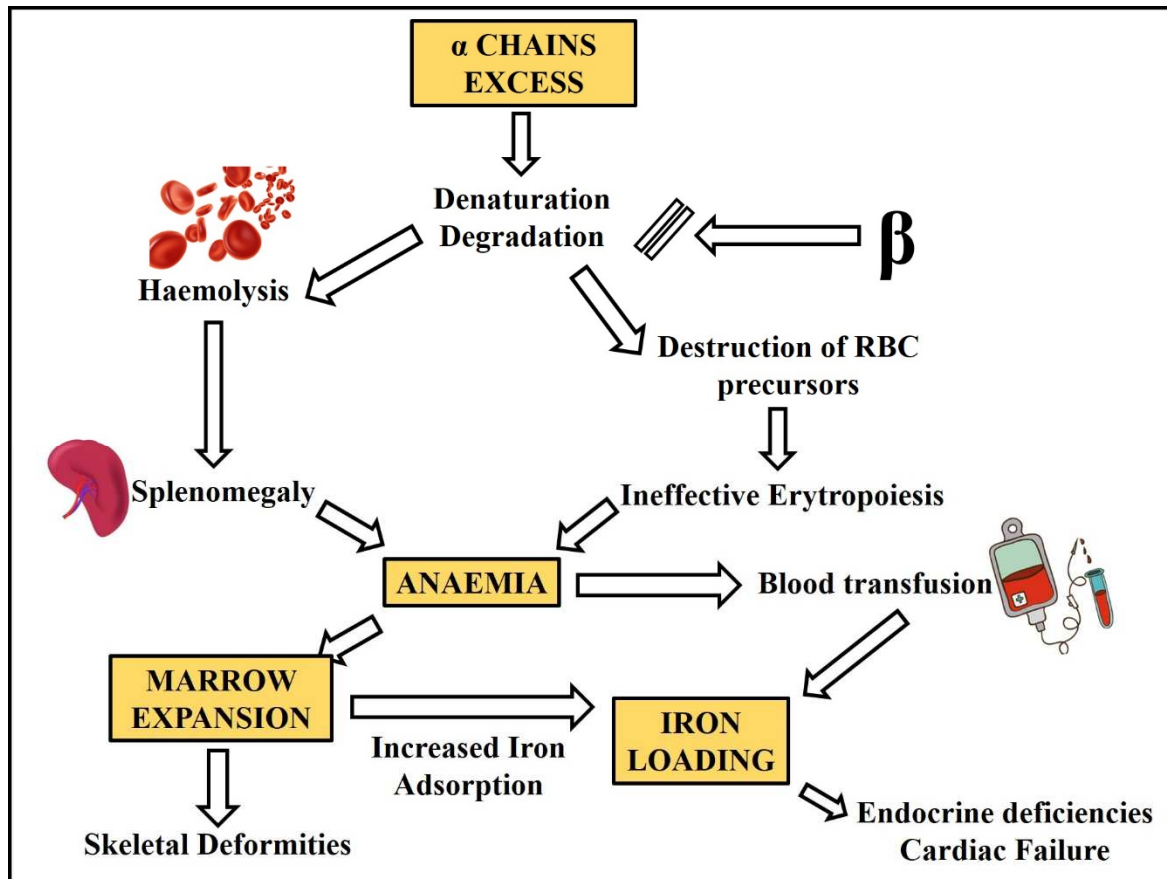 α CHAINS
EXCESS
Denaturation
Degradation
β
Haemolysis
Destruction of RBC
precursors
Splenomegaly
Ineffective Erytropoiesis
ANAEMIA
Blood transfusion
MARROW
EXPANSION
Increased Iron
Adsorption
IRON
LOADING
Skeletal Deformities
Endocrine deficiencies
Cardiac Failure